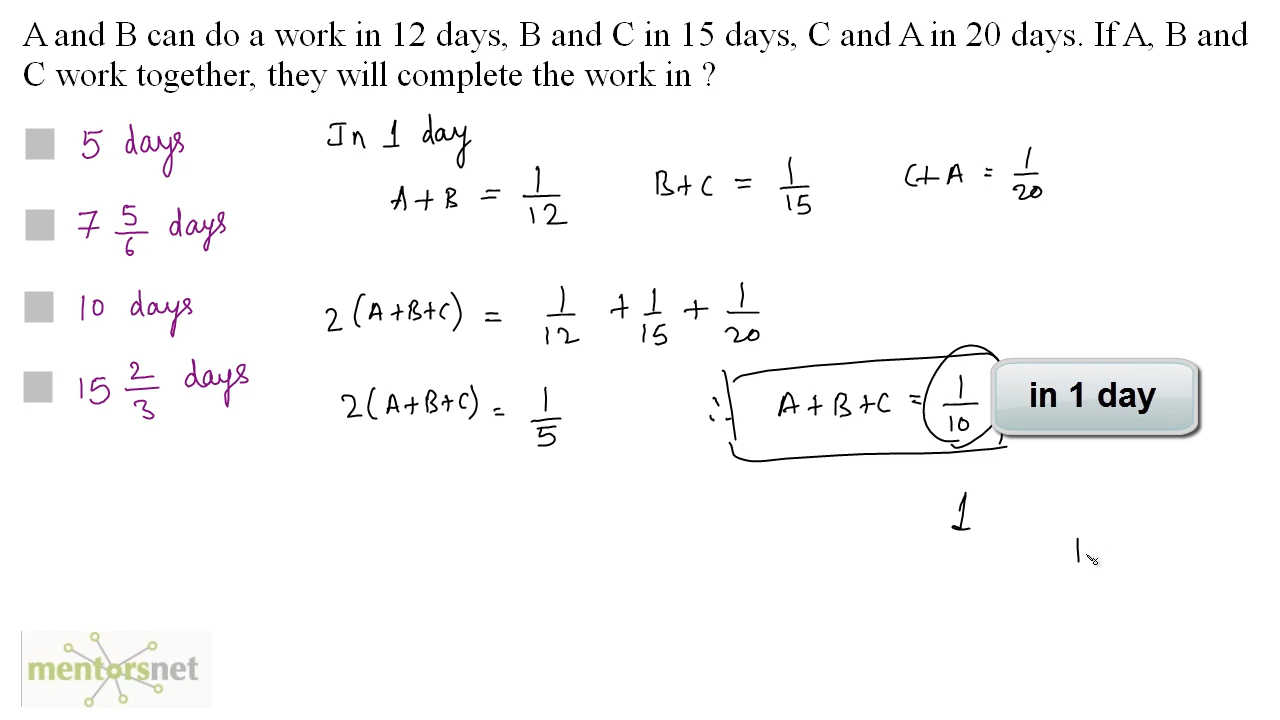 A and B can do a work in 12 days, B and C in 15 days, C and A in 20 days. If A, B and
C work together, they will complete the work in ?
5 days
7 5/6 days
10 days
15 2/3 days
In 1 day
A + B = 1/12 B + C = 1/15 C + A = 1/20
2 (A + B + C) = 1/12 + 1/15 + 1/20
2 (A + B + C) = 1/5 ∴ A + B + C = 1/10 in 1 day
1
mentorsnet